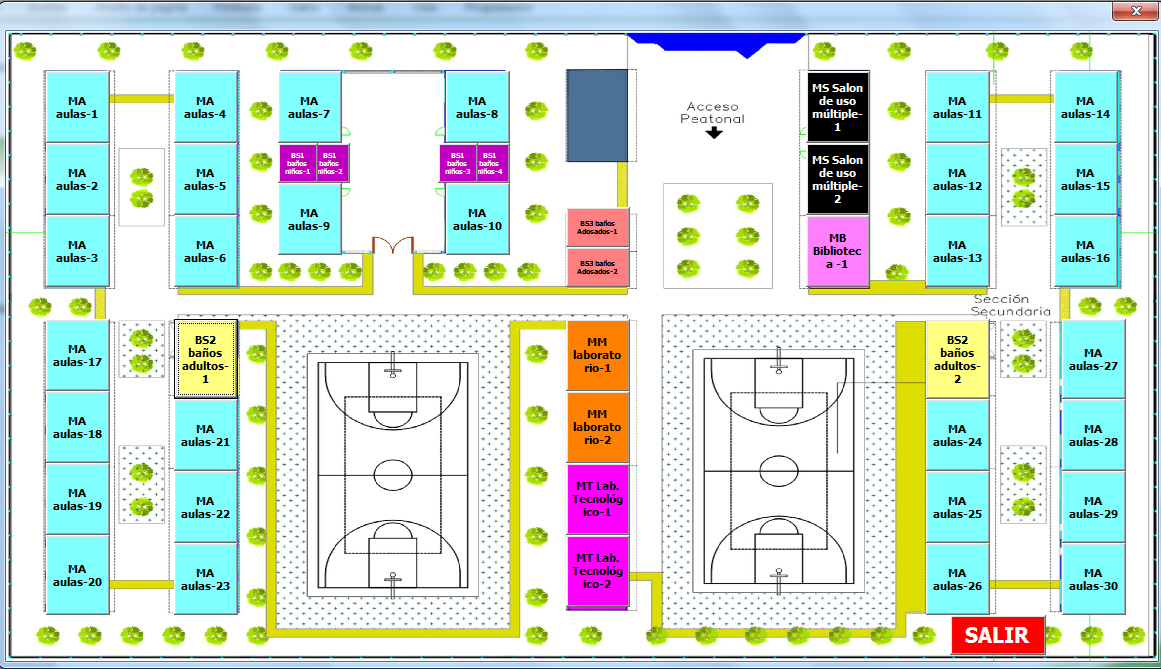 MA
aulas-1
MA
aulas-4
MA
aulas-7
MA
aulas-8
Acceso
Peatonal
MS Salon
de uso
múltiple-
1
MA
aulas-11
MA
aulas-14
MA
aulas-2
MA
aulas-5
BS1
baños
niños-1
BS1
baños
niños-2
BS1
baños
niños-3
BS1
baños
niños-4
MS Salon
de uso
múltiple-
2
MA
aulas-12
MA
aulas-15
MA
aulas-3
MA
aulas-6
MA
aulas-9
MA
aulas-10
BS3 baños
Adosados-1
BS3 baños
Adosados-2
MB
Bibliotec
a -1
MA
aulas-13
MA
aulas-16
Sección
Secundaria
MA
aulas-17
BS2
baños
adultos-
1
MM
laborato
rio-1
BS2
baños
adultos-
2
MA
aulas-27
MA
aulas-18
MA
aulas-21
MM
laborato
rio-2
MA
aulas-24
MA
aulas-28
MA
aulas-19
MA
aulas-22
MT Lab.
Tecnológ
ico-1
MA
aulas-25
MA
aulas-29
MA
aulas-20
MA
aulas-23
MT Lab.
Tecnológ
ico-2
MA
aulas-26
MA
aulas-30
SALIR